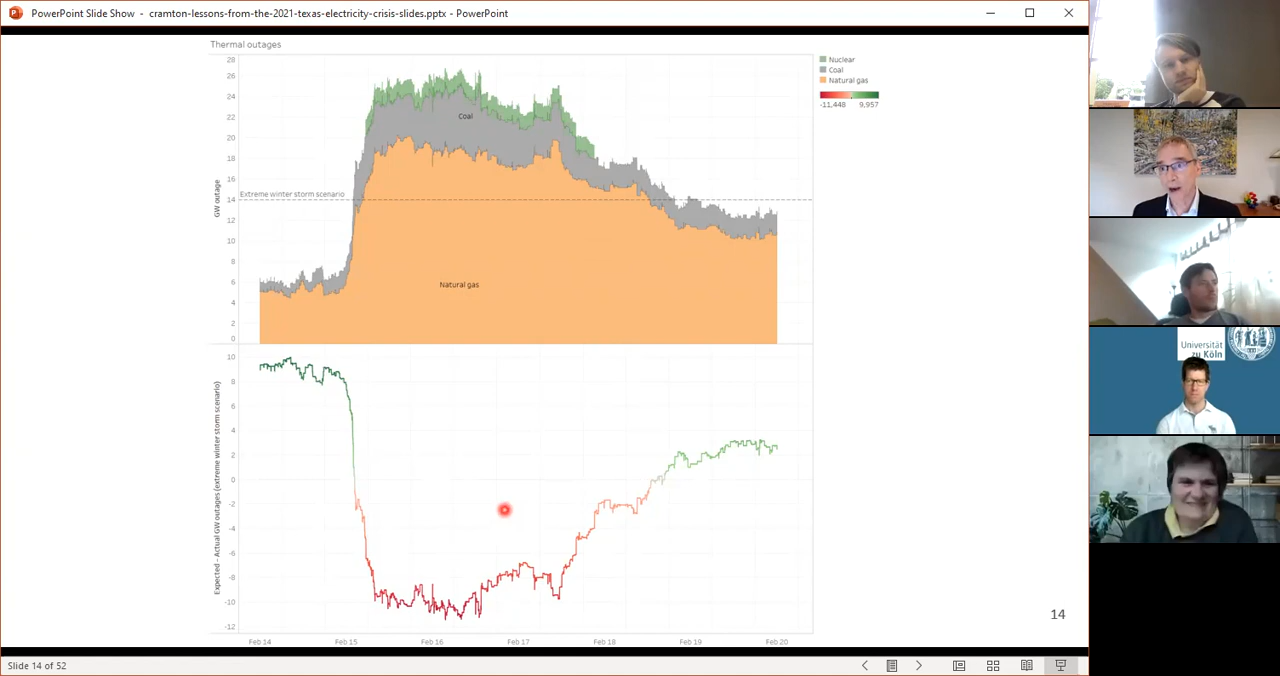 PowerPoint Slide Show - cramton-lessons-from-the-2021-texas-electricity-crisis-slides.pptx - PowerPoint
Thermal outages
28
26
24
22
20
18
16
14
12
10
8
6
4
2
0
GW outage
Extreme winter storm scenario
Coal
Natural gas
Nuclear
Coal
Natural gas
-11,448 9,957
10
8
6
4
2
0
-2
-4
-6
-8
-10
-12
Expected - Actual GW outages (extreme winter storm scenario)
Feb 14 Feb 15 Feb 16 Feb 17 Feb 18 Feb 19 Feb 20
14
Slide 14 of 52
Universität
zu Köln